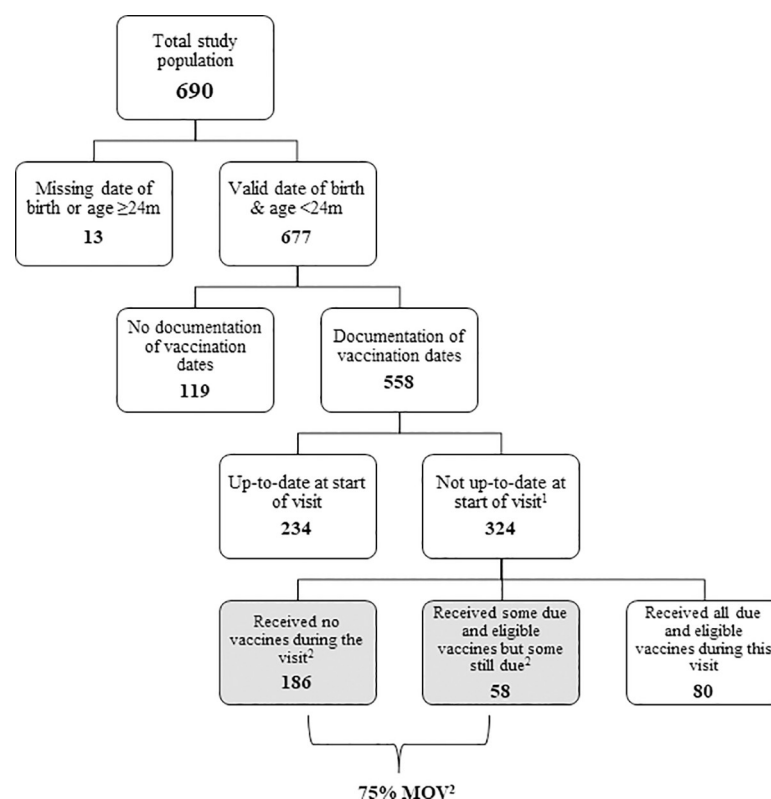 Total study
population
690
Missing date of
birth or age ≥24m
13
Valid date of birth
& age <24m
677
No documentation
of vaccination
dates
119
Documentation of
vaccination dates
558
Up-to-date at start
of visit
234
Not up-to-date at
start of visit¹
324
Received no
vaccines during the
visit²
186
Received some due
and eligible
vaccines but some
still due²
58
Received all due
and eligible
vaccines during this
visit
80
75% MOV²